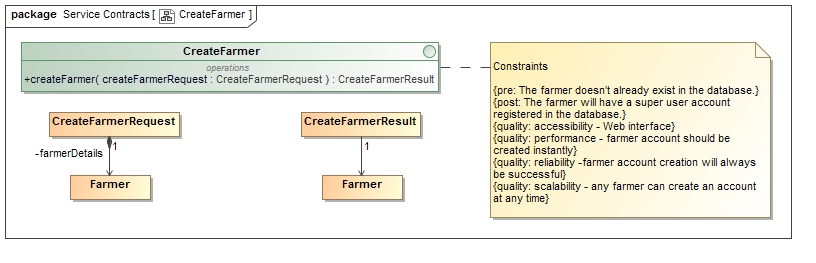 package Service Contracts [ CreateFarmer ]
CreateFarmer
operations
+createFarmer( createFarmerRequest : CreateFarmerRequest ) : CreateFarmerResult
CreateFarmerRequest
1
-farmerDetails
Farmer
CreateFarmerResult
1
Farmer
Constraints
{pre: The farmer doesn't already exist in the database.}
{post: The farmer will have a super user account
registered in the database.}
{quality: accessibility - Web interface}
{quality: performance - farmer account should be
created instantly}
{quality: reliability -farmer account creation will always
be successful}
{quality: scalability - any farmer can create an account
at any time}